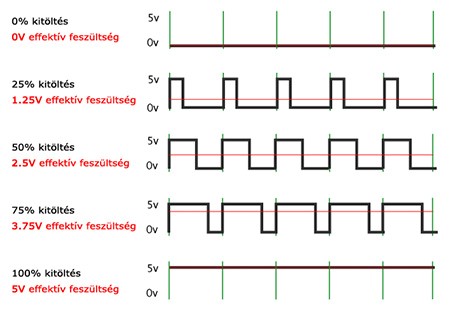 0% kitöltés
0V effektív feszültség
5v
0v
25% kitöltés
1.25V effektív feszültség
5v
0v
50% kitöltés
2.5V effektív feszültség
5v
0v
75% kitöltés
3.75V effektív feszültség
5v
0v
100% kitöltés
5V effektív feszültség
5v
0v